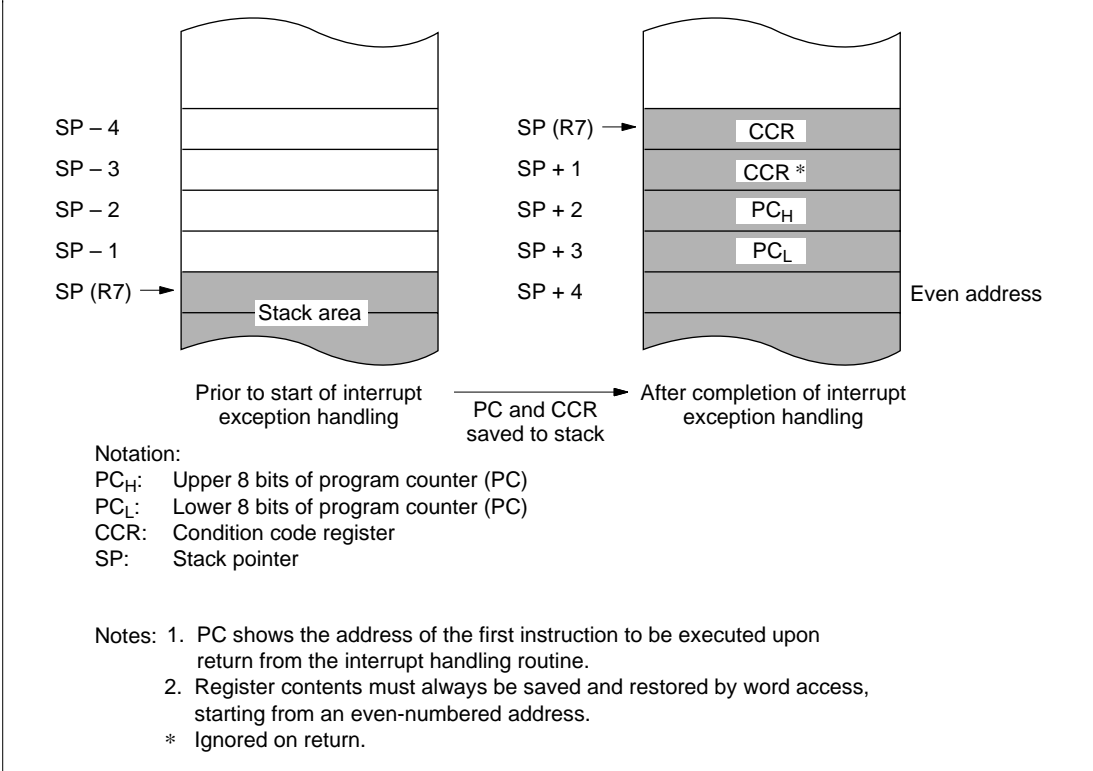 SP – 4
SP – 3
SP – 2
SP – 1
SP (R7)
Stack area
SP (R7)
SP + 1
SP + 2
SP + 3
SP + 4
CCR
CCR *
PCH
PCL
Even address
Prior to start of interrupt
exception handling
PC and CCR
saved to stack
After completion of interrupt
exception handling
Notation:
PCH: Upper 8 bits of program counter (PC)
PCL: Lower 8 bits of program counter (PC)
CCR: Condition code register
SP: Stack pointer
Notes: 1. PC shows the address of the first instruction to be executed upon
return from the interrupt handling routine.
2. Register contents must always be saved and restored by word access,
starting from an even-numbered address.
* Ignored on return.